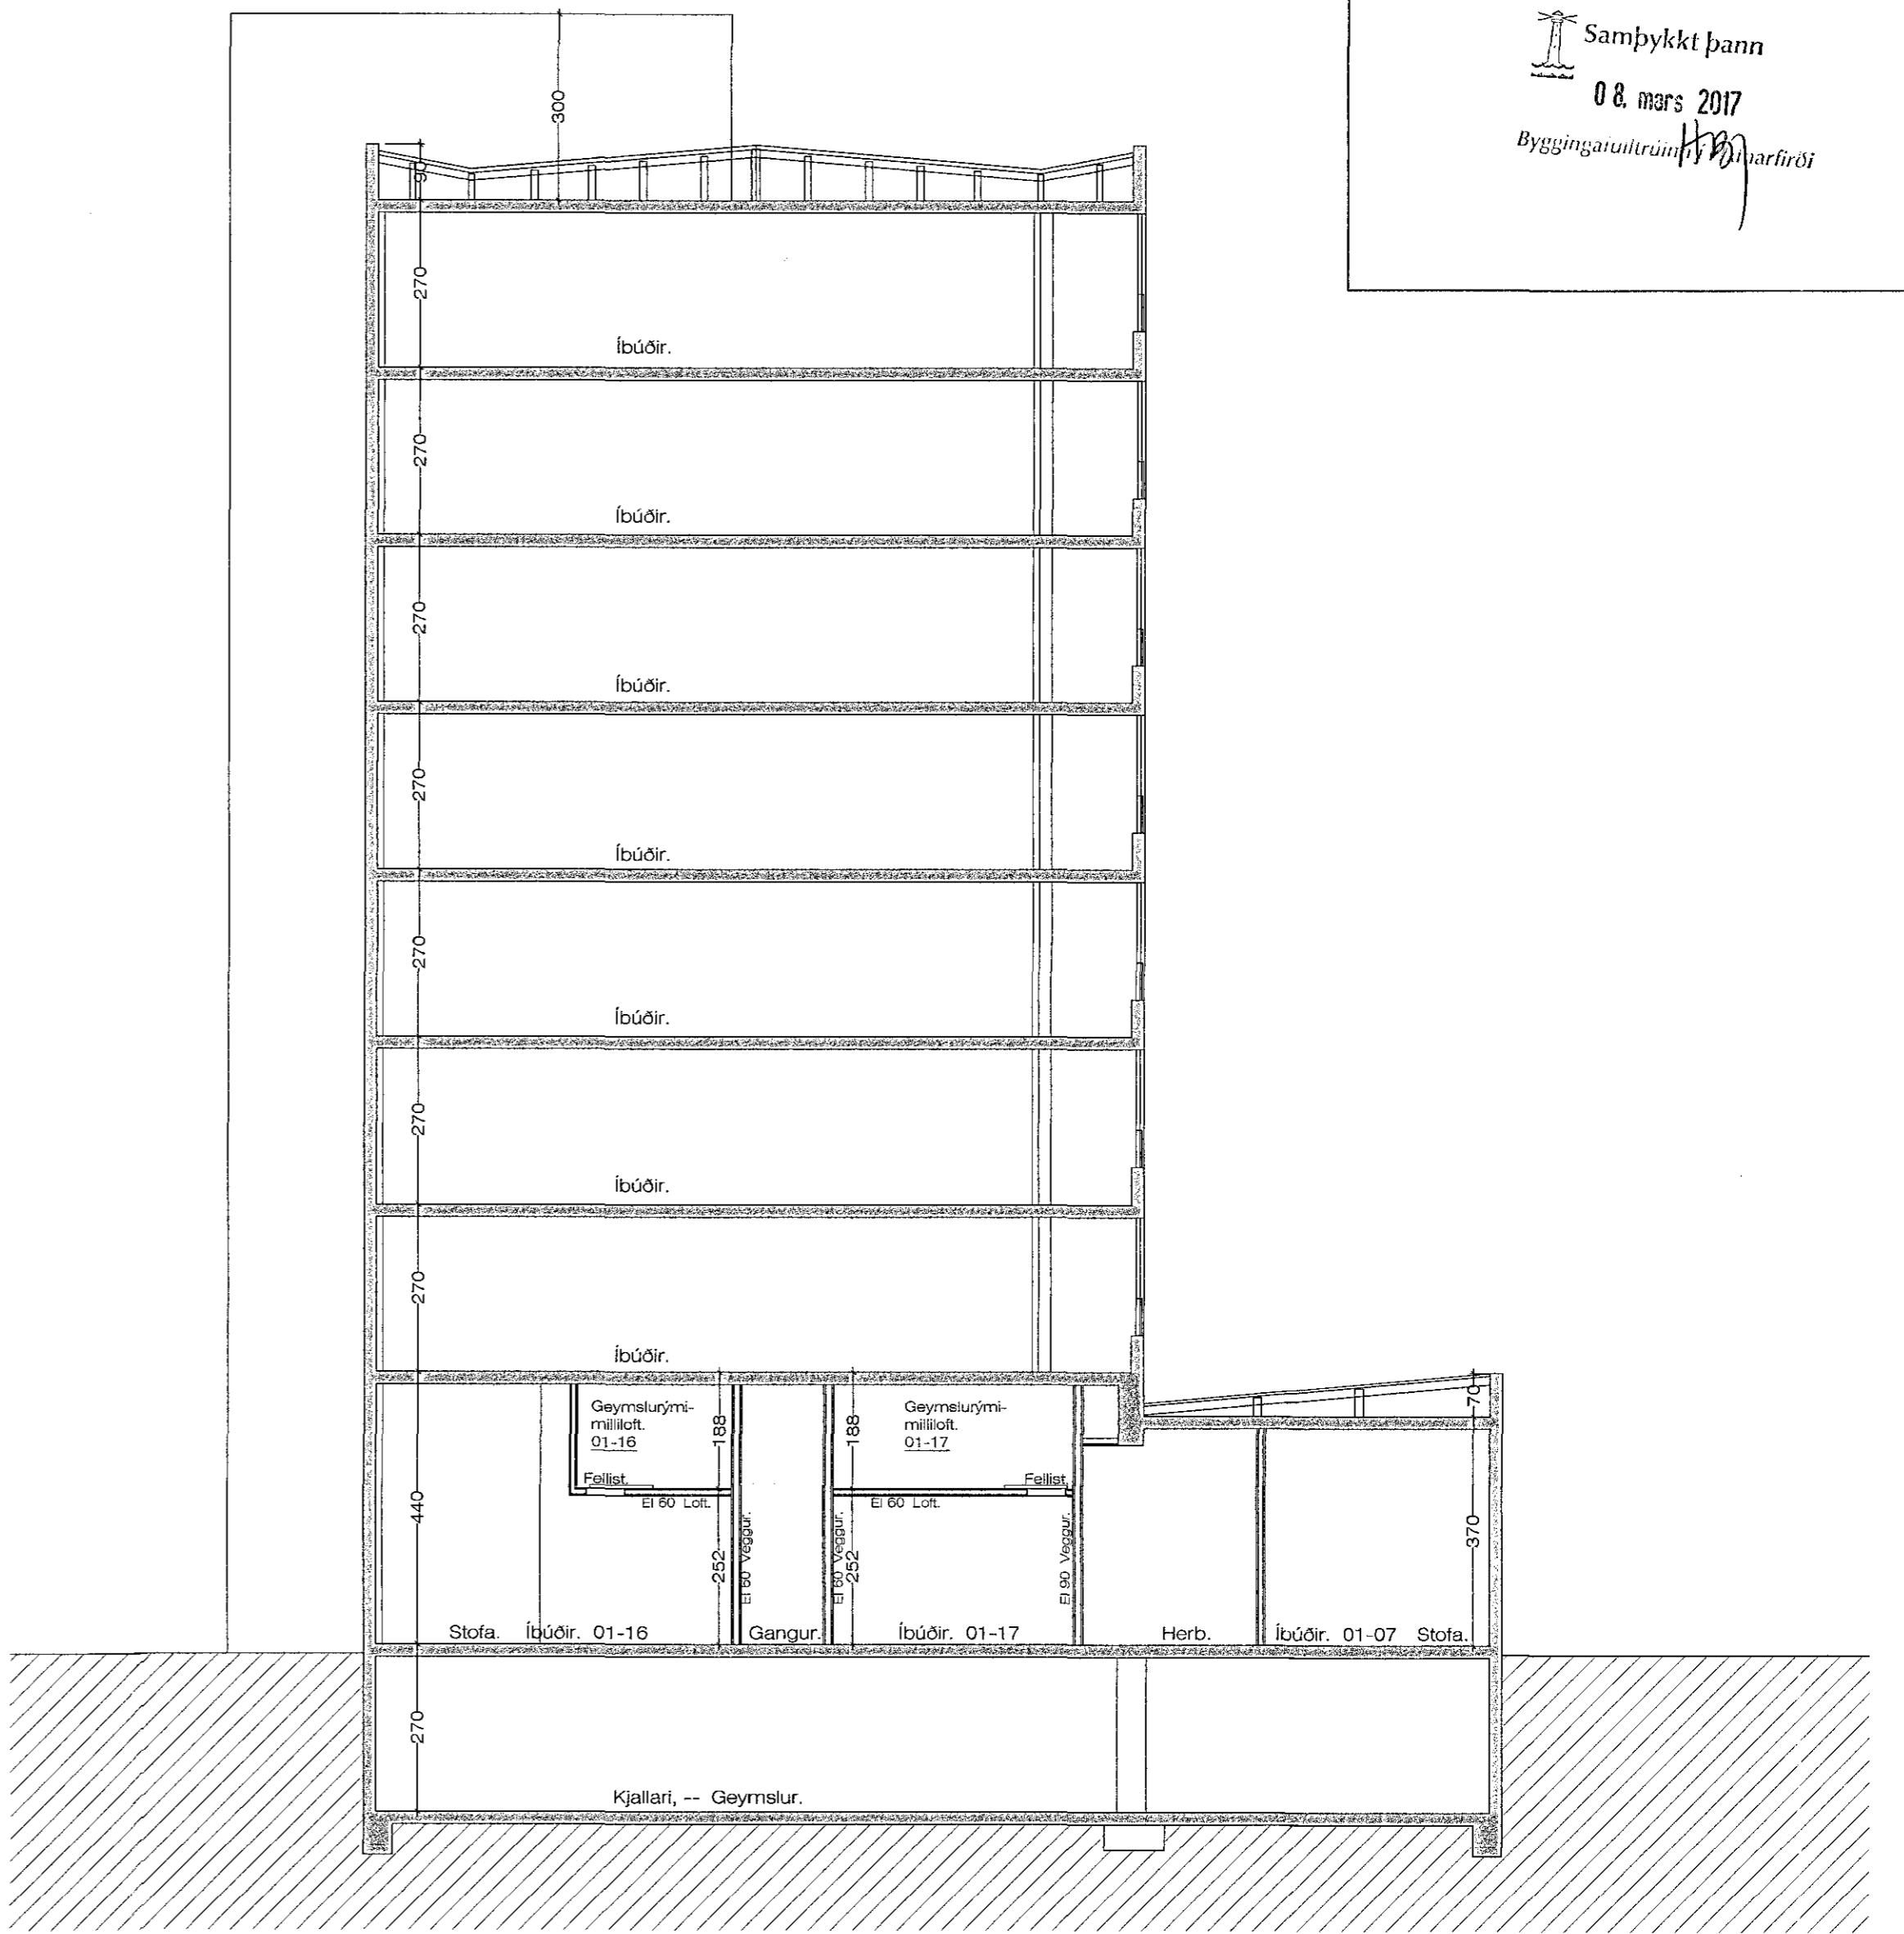 Samþykkt þann
08. mars 2017
300
90
270
Íbúðir.
270
Íbúðir.
270
Íbúðir.
270
Íbúðir.
270
Íbúðir.
270
Íbúðir.
270
Íbúðir.
Geymslurými-
milliloft.
01-16
188
188
Geymslurými-
milliloft.
01-17
70
Fellist.
Fellist.
EI 60 Loft.
EI 60 Loft.
440
252
EI 60 Veggur.
EI 60 Veggur.
252
EI 90 Veggur.
370
Stofa. Íbúðir. 01-16
Gangur.
Íbúðir. 01-17
Herb.
Íbúðir. 01-07 Stofa.
270
Kjallari, -- Geymslur.